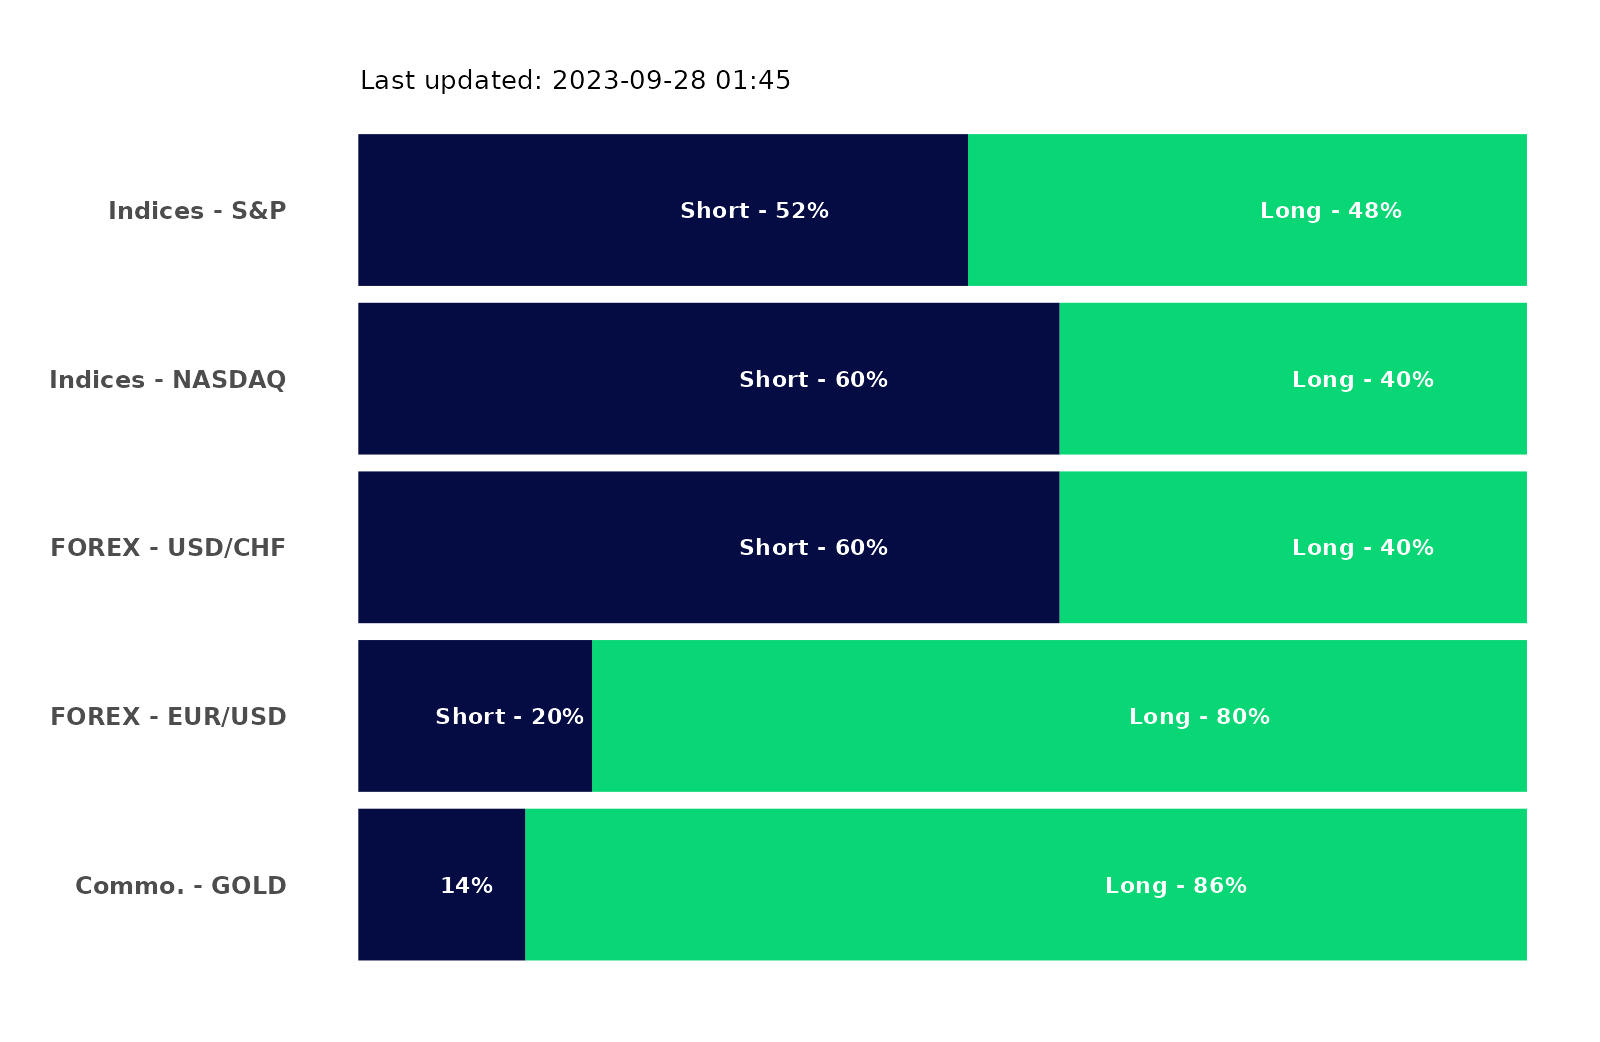 Last updated: 2023-09-28 01:45
Indices - S&P Short - 52% Long - 48%
Indices - NASDAQ Short - 60% Long - 40%
FOREX - USD/CHF Short - 60% Long - 40%
FOREX - EUR/USD Short - 20% Long - 80%
Commo. - GOLD 14% Long - 86%